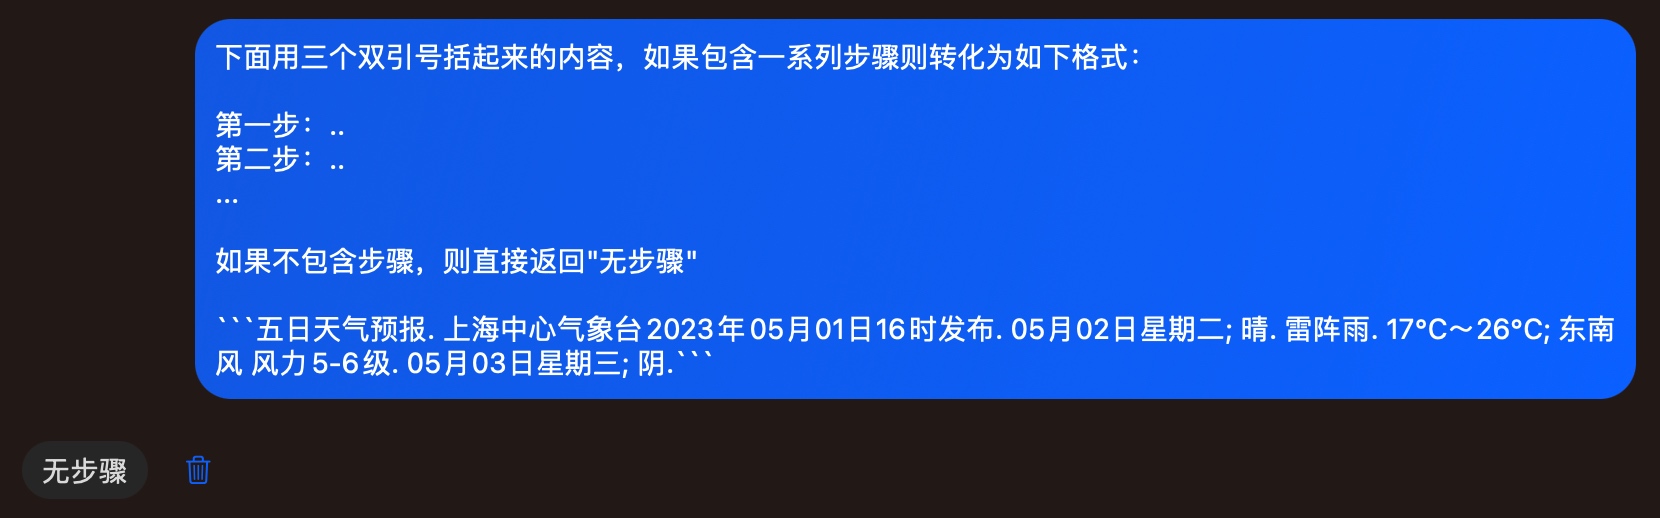 下面用三个双引号括起来的内容，如果包含一系列步骤则转化为如下格式：
第一步：..
第二步：..
...
如果不包含步骤，则直接返回"无步骤"
```五日天气预报. 上海中心气象台2023年05月01日16时发布. 05月02日星期二; 晴. 雷阵雨. 17°C～26°C; 东南
风 风力5-6级. 05月03日星期三; 阴.```
无步骤